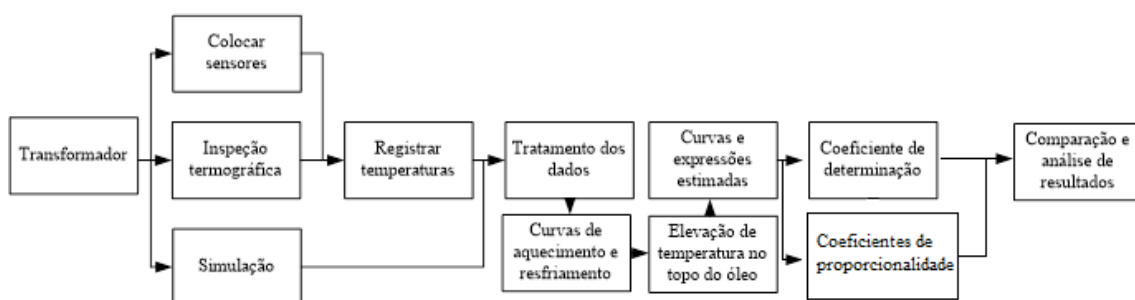 Transformador
Colocar
sensores
Inspeção
termográfica
Simulação
Registrar
temperaturas
Tratamento dos
dados
Curvas de
aquecimento e
resfriamento
Elevação de
temperatura no
topo do óleo
Curvas e
expressões
estimadas
Coeficiente de
determinação
Coeficientes de
proporcionalidade
Comparação e
análise de
resultados